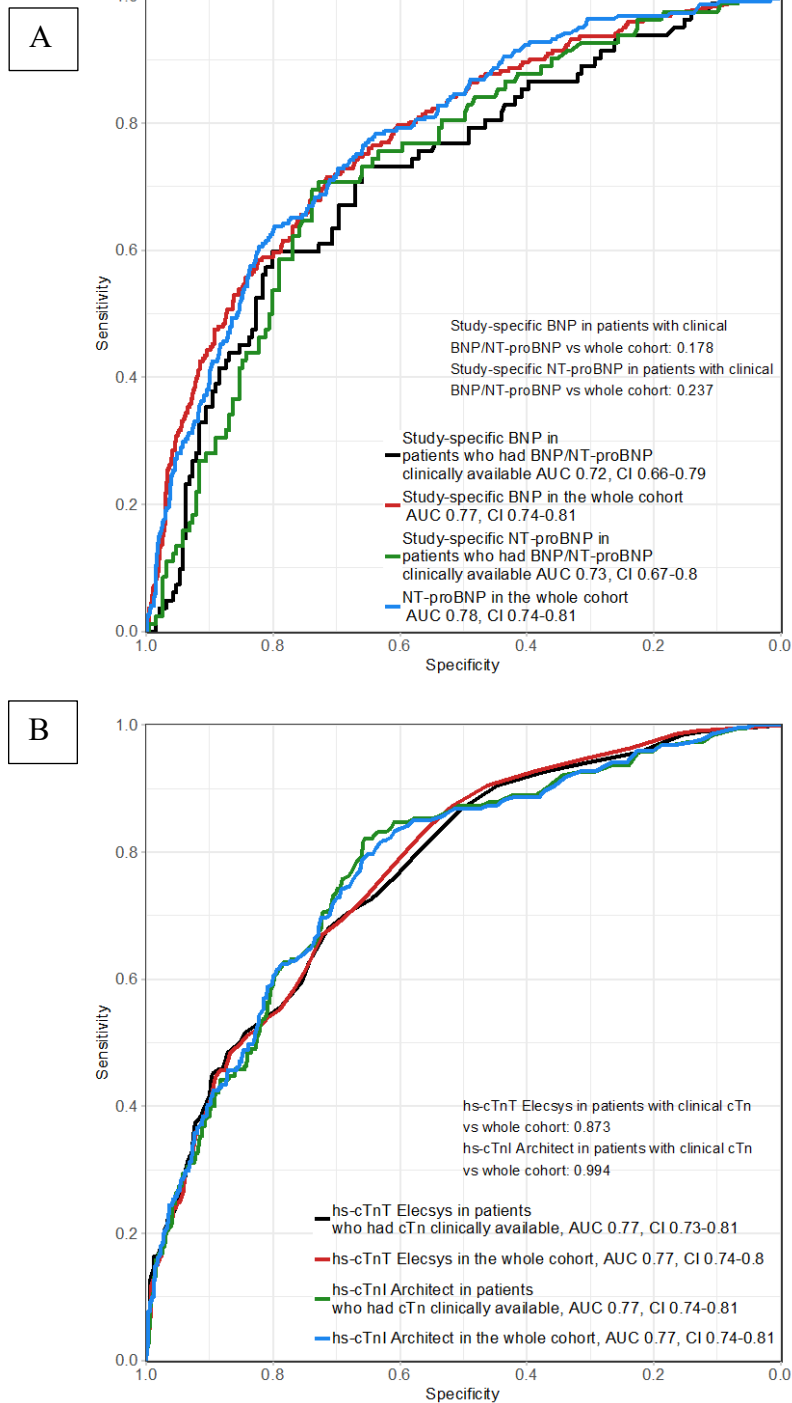 A
1.0
0.8
0.6
0.4
0.2
0.0
Sensitivity
Study-specific BNP in patients with clinical
BNP/NT-proBNP vs whole cohort: 0.178
Study-specific NT-proBNP in patients with clinical
BNP/NT-proBNP vs whole cohort: 0.237
Study-specific BNP in
patients who had BNP/NT-proBNP
clinically available AUC 0.72, CI 0.66-0.79
Study-specific BNP in the whole cohort
AUC 0.77, CI 0.74-0.81
Study-specific NT-proBNP in
patients who had BNP/NT-proBNP
clinically available AUC 0.73, CI 0.67-0.8
NT-proBNP in the whole cohort
AUC 0.78, CI 0.74-0.81
1.0 0.8 0.6 0.4 0.2 0.0
Specificity
B
1.0
0.8
0.6
0.4
0.2
0.0
Sensitivity
hs-cTnT Elecsys in patients with clinical cTn
vs whole cohort: 0.873
hs-cTnI Architect in patients with clinical cTn
vs whole cohort: 0.994
hs-cTnT Elecsys in patients
who had cTn clinically available, AUC 0.77, CI 0.73-0.81
hs-cTnT Elecsys in the whole cohort, AUC 0.77, CI 0.74-0.8
hs-cTnI Architect in patients
who had cTn clinically available, AUC 0.77, CI 0.74-0.81
hs-cTnI Architect in the whole cohort, AUC 0.77, CI 0.74-0.81
1.0 0.8 0.6 0.4 0.2 0.0
Specificity